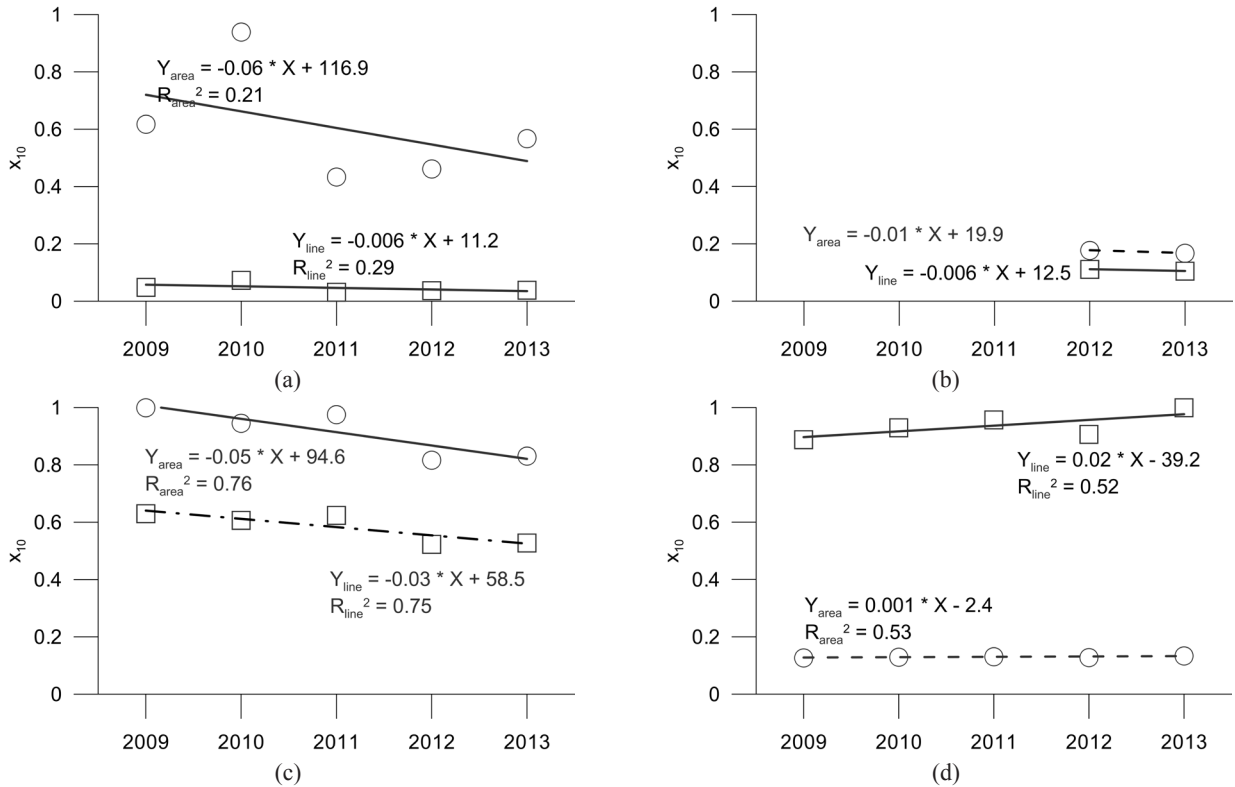 1
0.8
0.6
0.4
0.2
0
x10
Yarea = -0.06 * X + 116.9
Rarea2 = 0.21
Yline = -0.006 * X + 11.2
Rline2 = 0.29
2009 2010 2011 2012 2013
(a)
1
0.8
0.6
0.4
0.2
0
x10
Yarea = -0.01 * X + 19.9
Yline = -0.006 * X + 12.5
2009 2010 2011 2012 2013
(b)
1
0.8
0.6
0.4
0.2
0
x10
Yarea = -0.05 * X + 94.6
Rarea2 = 0.76
Yline = -0.03 * X + 58.5
Rline2 = 0.75
2009 2010 2011 2012 2013
(c)
1
0.8
0.6
0.4
0.2
0
x10
Yline = 0.02 * X - 39.2
Rline2 = 0.52
Yarea = 0.001 * X - 2.4
Rarea2 = 0.53
2009 2010 2011 2012 2013
(d)